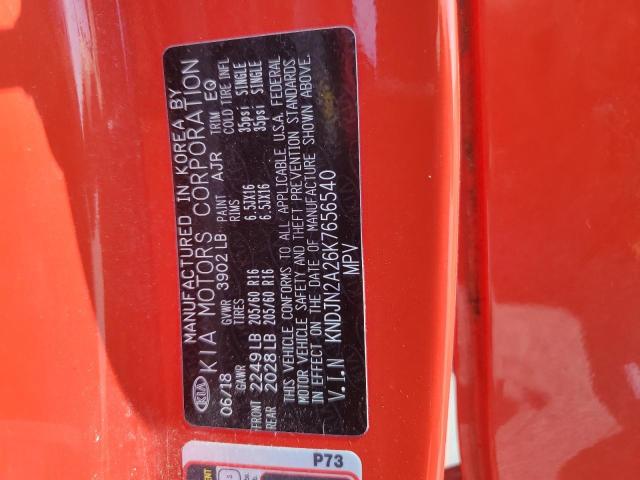 MANUFACTURED IN KOREA BY
KIA KIA MOTORS CORPORATION
06/18 GVWR 3902 LB PAINT AJR TRIM EQ
GAWR TIRES RIMS COLD TIRE INFL
FRONT 2249 LB 205/60 R16 6.5JX16 35psi SINGLE
REAR 2028 LB 205/60 R16 6.5JX16 35psi SINGLE
THIS VEHICLE CONFORMS TO ALL APPLICABLE U.S.A. FEDERAL
MOTOR VEHICLE SAFETY AND THEFT PREVENTION STANDARDS
IN EFFECT ON THE DATE OF MANUFACTURE SHOWN ABOVE.
V.I.N KNDJN2A26K7656540
MPV
P73